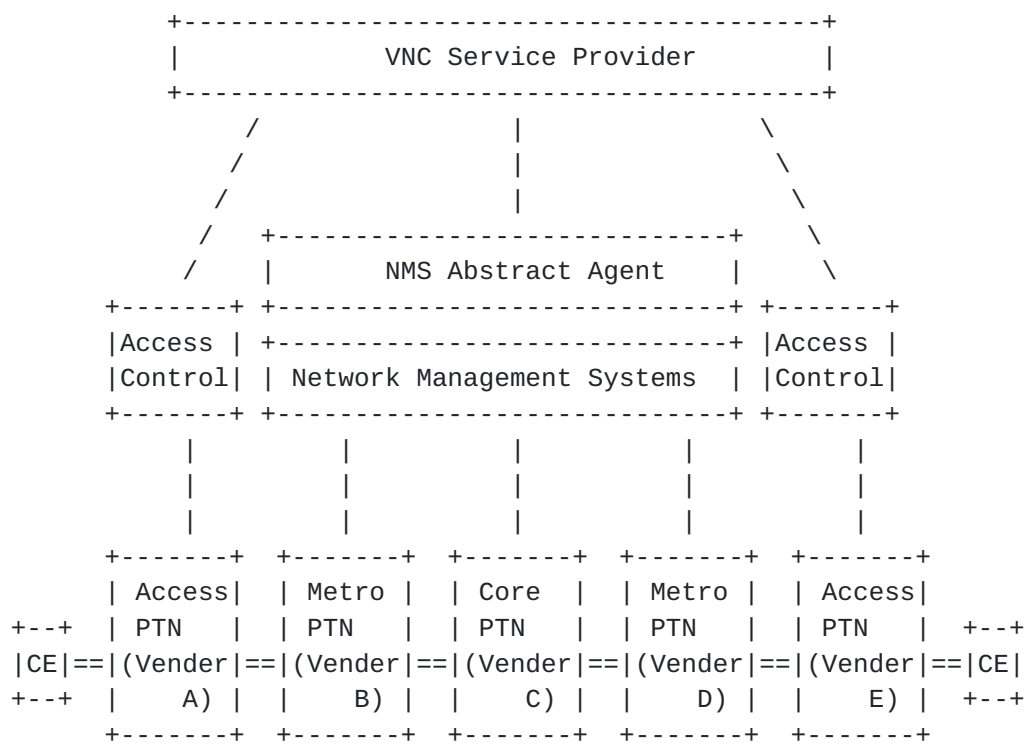 VNC Service Provider
NMS Abstract Agent
Access Access
Control Network Management Systems Control
Access Metro Core Metro Access
PTN PTN PTN PTN PTN
CE (Vender (Vender (Vender (Vender (Vender CE
A) B) C) D) E)